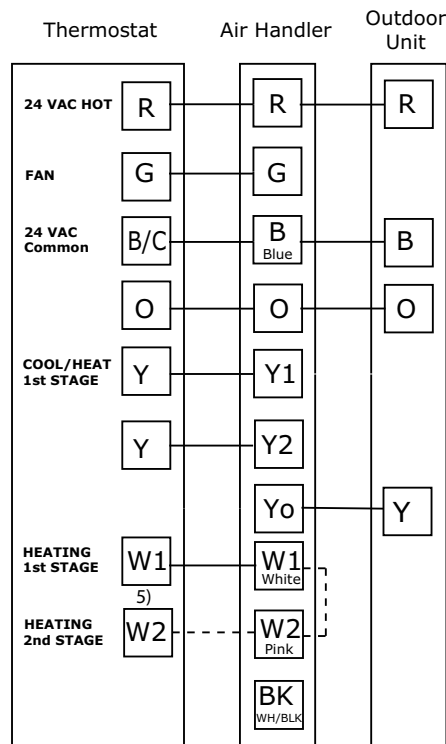 Thermostat Air Handler Outdoor Unit
24 VAC HOT R R R
FAN G G
24 VAC Common B/C B Blue B
O O O
COOL/HEAT 1st STAGE Y Y1
Y Y2
Yo Y
HEATING 1st STAGE W1 W1 White
5)
HEATING 2nd STAGE W2 W2 Pink
BK WH/BLK